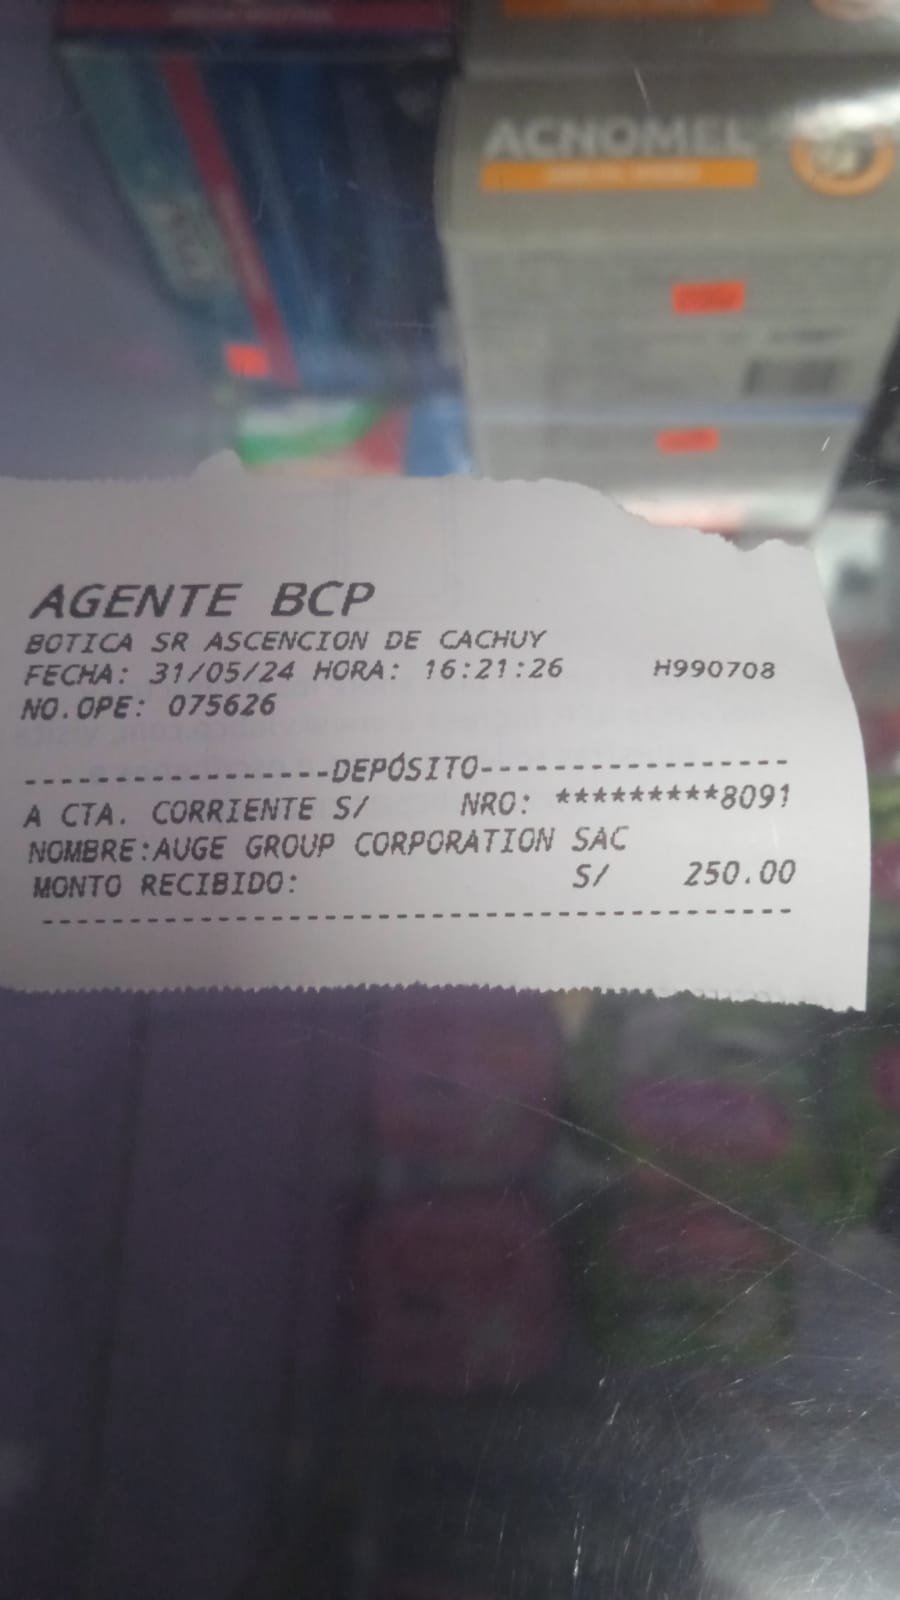 ACNOMEL
AGENTE BCP
BOTICA SR ASCENCION DE CACHUY
FECHA: 31/05/24 HORA: 16:21:26 H990708
NO.OPE: 075626
-----------------DEPÓSITO-----------------
A CTA. CORRIENTE S/ NRO: *********8091
NOMBRE:AUGE GROUP CORPORATION SAC
MONTO RECIBIDO: S/ 250.00
------------------------------------------